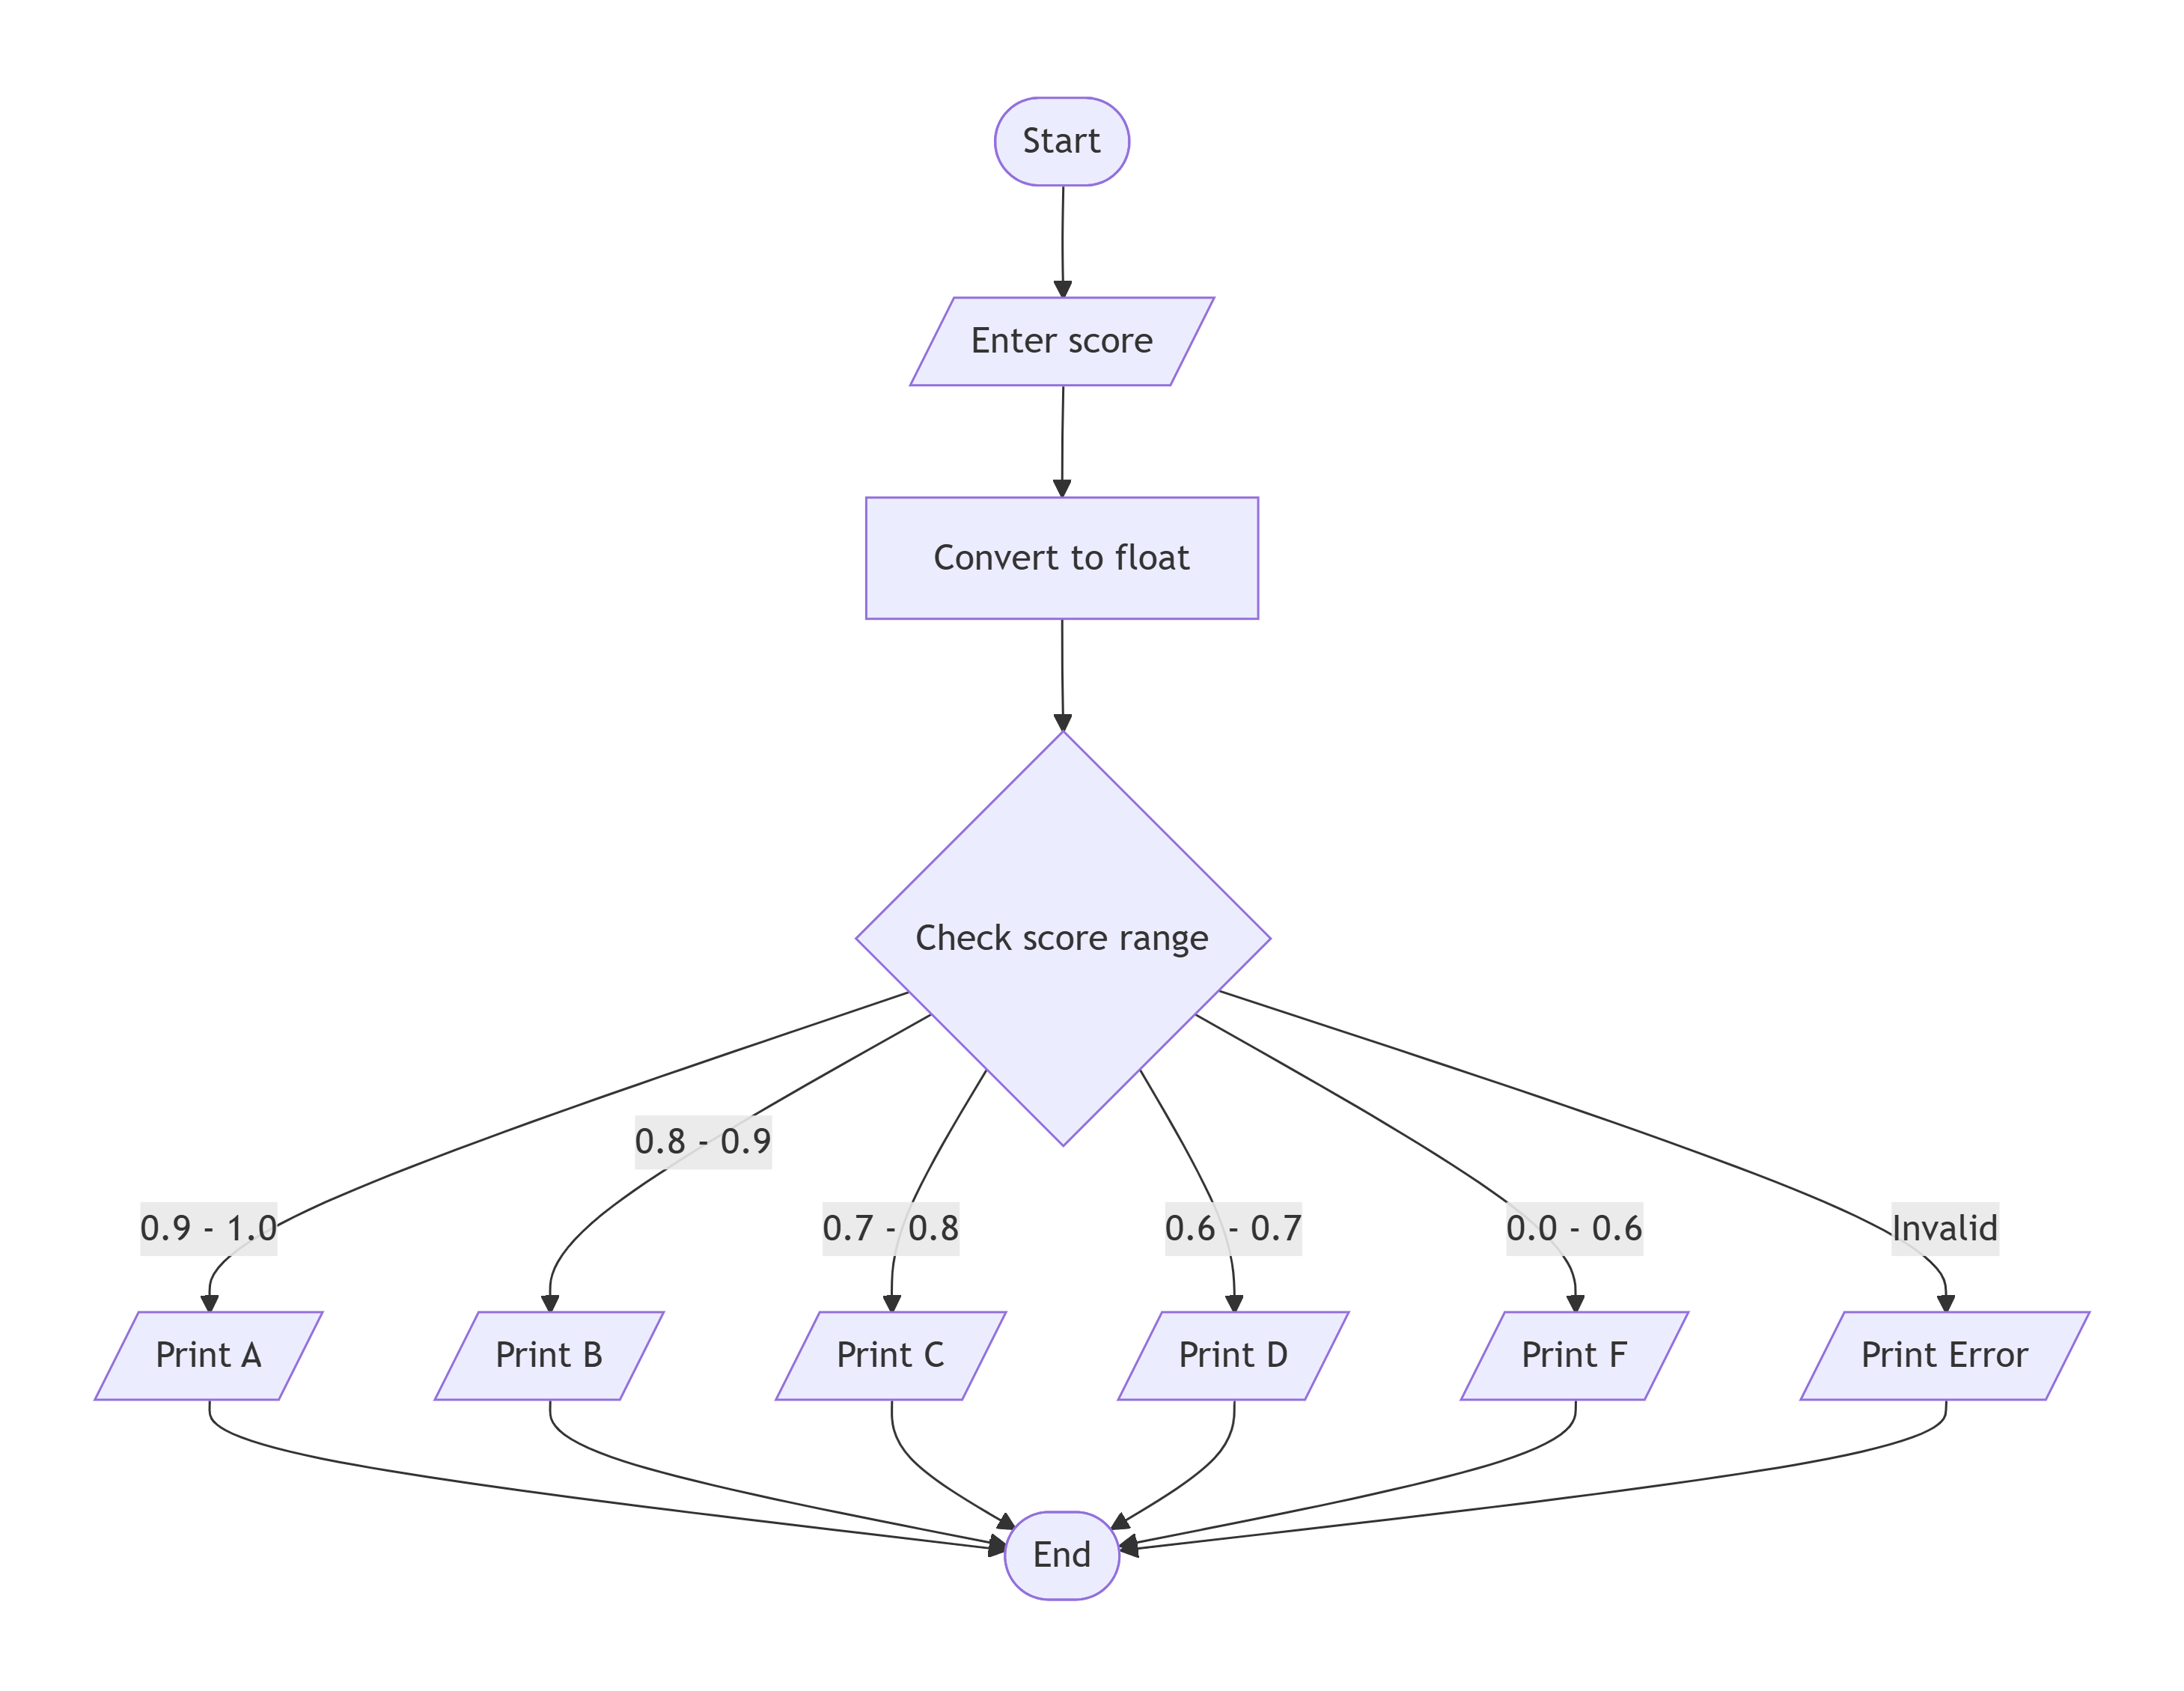 Start
Enter score
Convert to float
Check score range
0.8 - 0.9
0.9 - 1.0
0.7 - 0.8
0.6 - 0.7
0.0 - 0.6
Invalid
Print A
Print B
Print C
Print D
Print F
Print Error
End